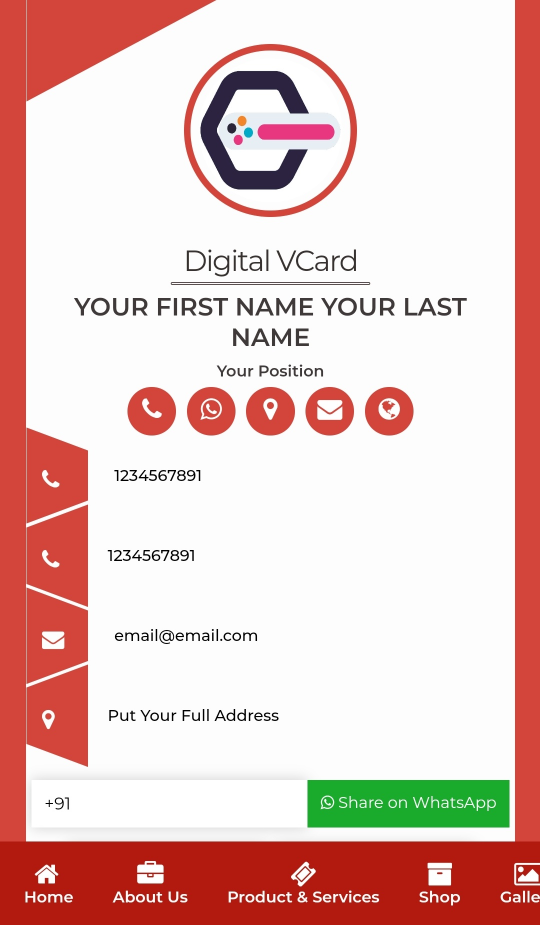 Digital VCard
YOUR FIRST NAME YOUR LAST
NAME
Your Position
1234567891
1234567891
email@email.com
Put Your Full Address
+91 Share on WhatsApp
Home About Us Product & Services Shop Galle